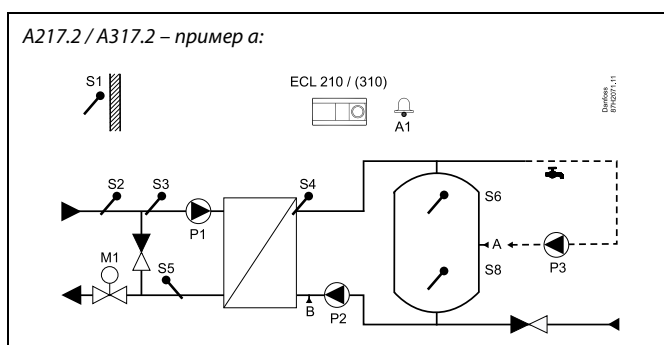 A217.2 / A317.2 – пример a:
S1
ECL 210 / (310)
A1
Danfoss
87H2071.11
S2
S3
S4
S6
P1
A
P3
M1
S5
S8
B
P2